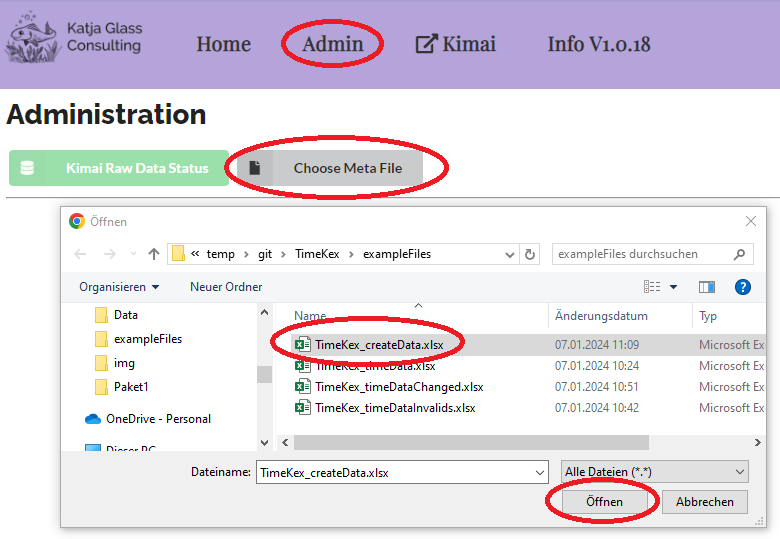 Katja Glass
Consulting
Home
Admin
Kimai
Info V1.0.18
Administration
Kimai Raw Data Status
Choose Meta File
Öffnen
« temp > git > TimeKex > exampleFiles
exampleFiles durchsuchen
Organisieren
Neuer Ordner
Data
exampleFiles
img
Paket1
OneDrive - Personal
Dieser PC
Name
Änderungsdatum
Typ
TimeKex_createData.xlsx
07.01.2024 11:09
Microsoft Ex
TimeKex_timeData.xlsx
07.01.2024 10:24
Microsoft Ex
TimeKex_timeDataChanged.xlsx
07.01.2024 10:51
Microsoft Ex
TimeKex_timeDataInvalids.xlsx
07.01.2024 10:42
Microsoft Ex
Dateiname:
TimeKex_createData.xlsx
Alle Dateien (*.*)
Öffnen
Abbrechen